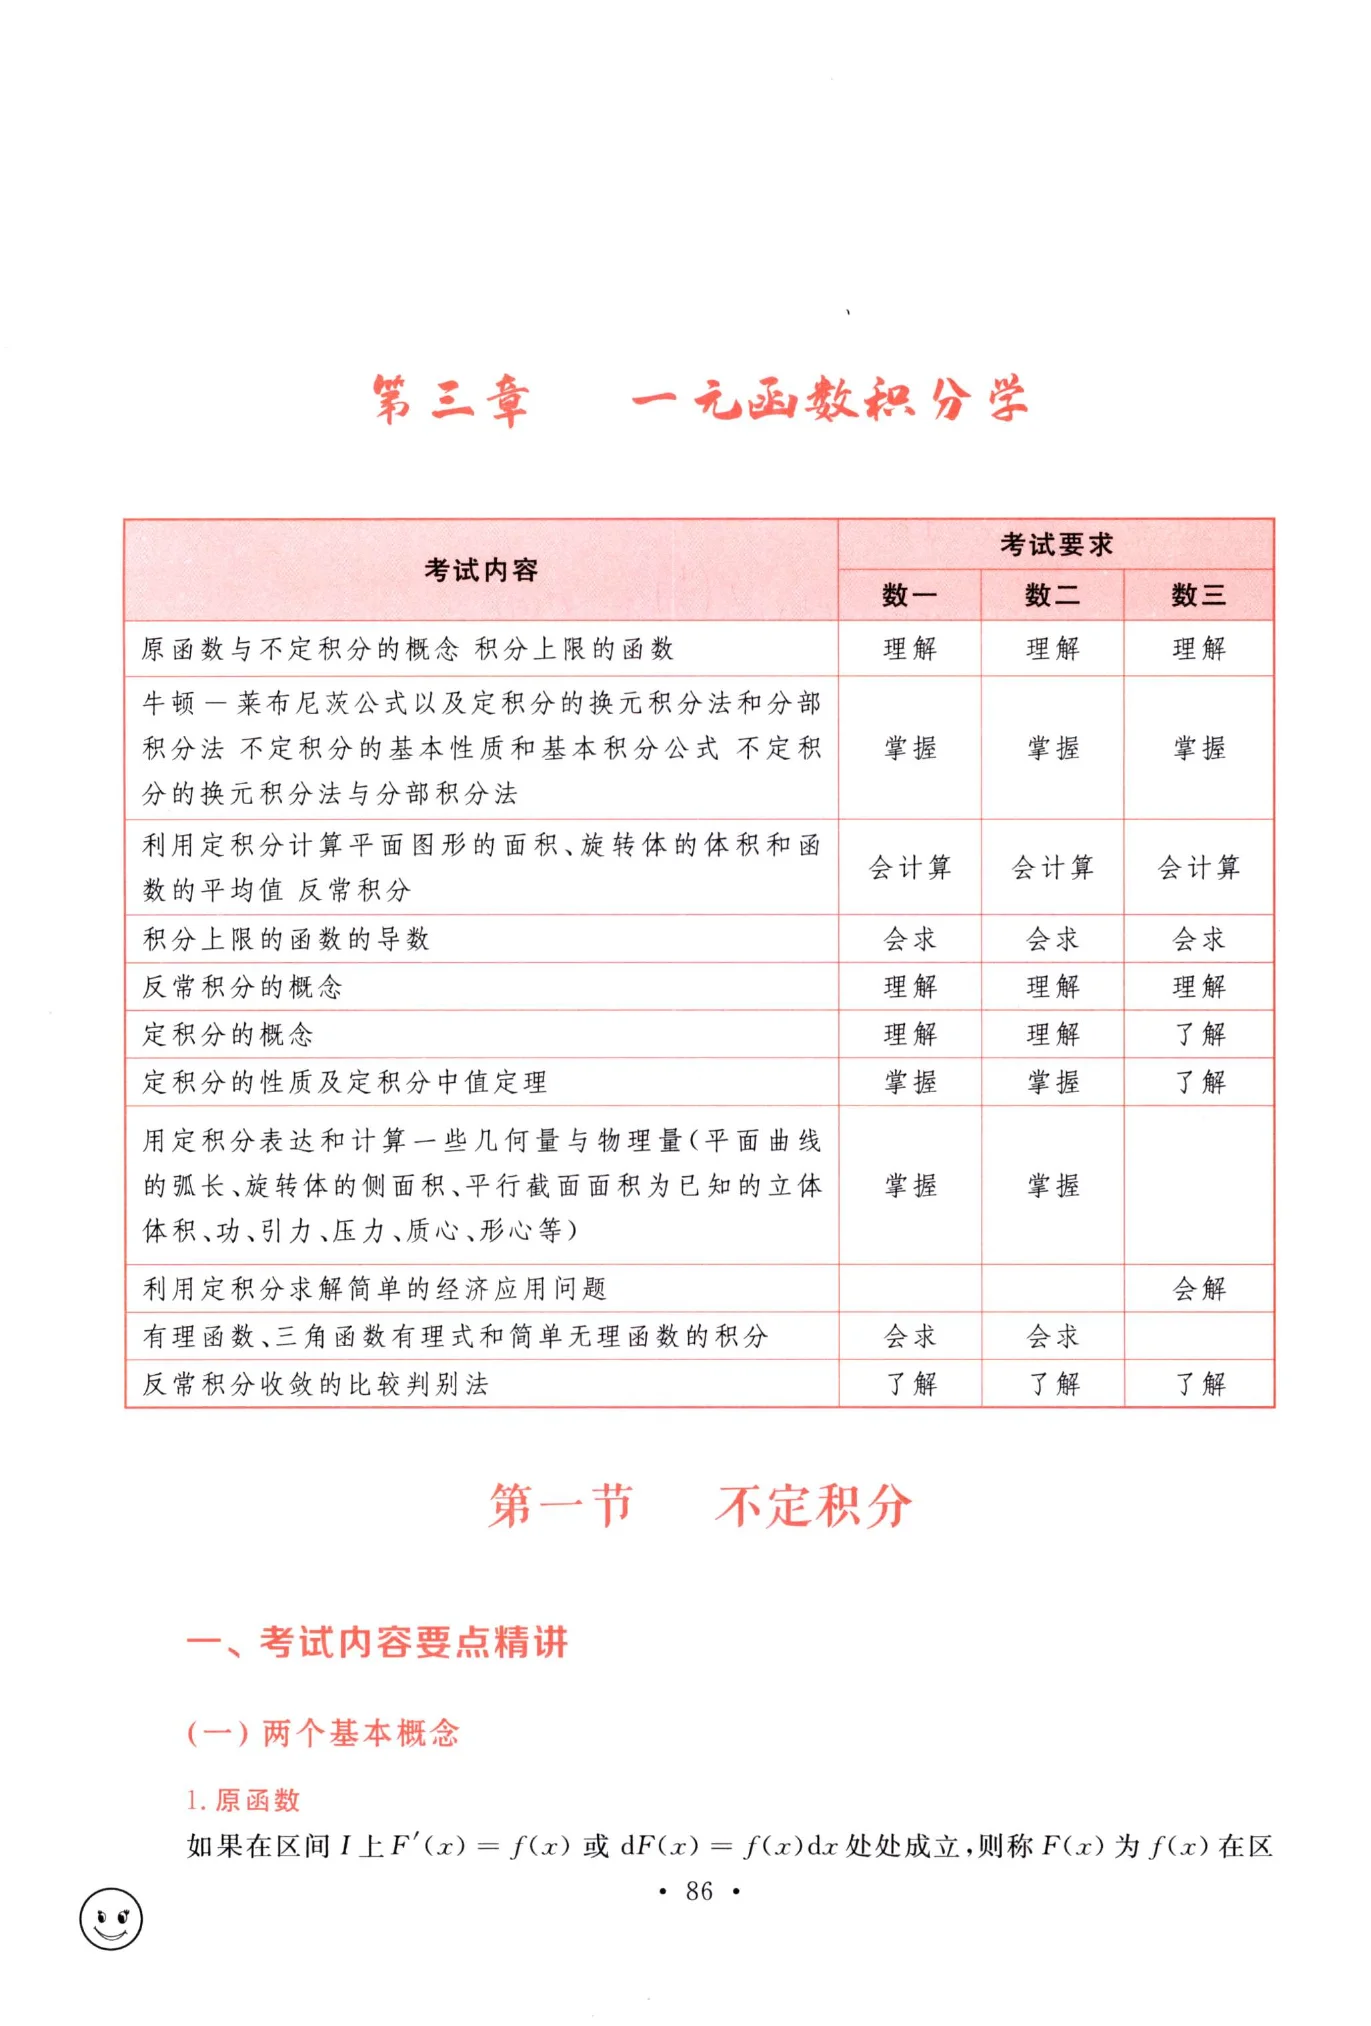 第三章 一元函数积分学
考试内容 考试要求
数一 数二 数三
原函数与不定积分的概念 积分上限的函数 理解 理解 理解
牛顿—莱布尼茨公式以及定积分的换元积分法和分部
积分法 不定积分的基本性质和基本积分公式 不定积 掌握 掌握 掌握
分的换元积分法与分部积分法
利用定积分计算平面图形的面积、旋转体的体积和函
数的平均值 反常积分 会计算 会计算 会计算
积分上限的函数的导数 会求 会求 会求
反常积分的概念 理解 理解 理解
定积分的概念 理解 理解 了解
定积分的性质及定积分中值定理 掌握 掌握 了解
用定积分表达和计算一些几何量与物理量(平面曲线
的弧长、旋转体的侧面积、平行截面面积为已知的立体 掌握 掌握
体积、功、引力、压力、质心、形心等)
利用定积分求解简单的经济应用问题 会解
有理函数、三角函数有理式和简单无理函数的积分 会求 会求
反常积分收敛的比较判别法 了解 了解 了解
第一节 不定积分
一、考试内容要点精讲
(一)两个基本概念
1.原函数
如果在区间 I 上 F′(x) = f(x) 或 dF(x) = f(x)dx 处处成立,则称 F(x) 为 f(x) 在区
• 86 •